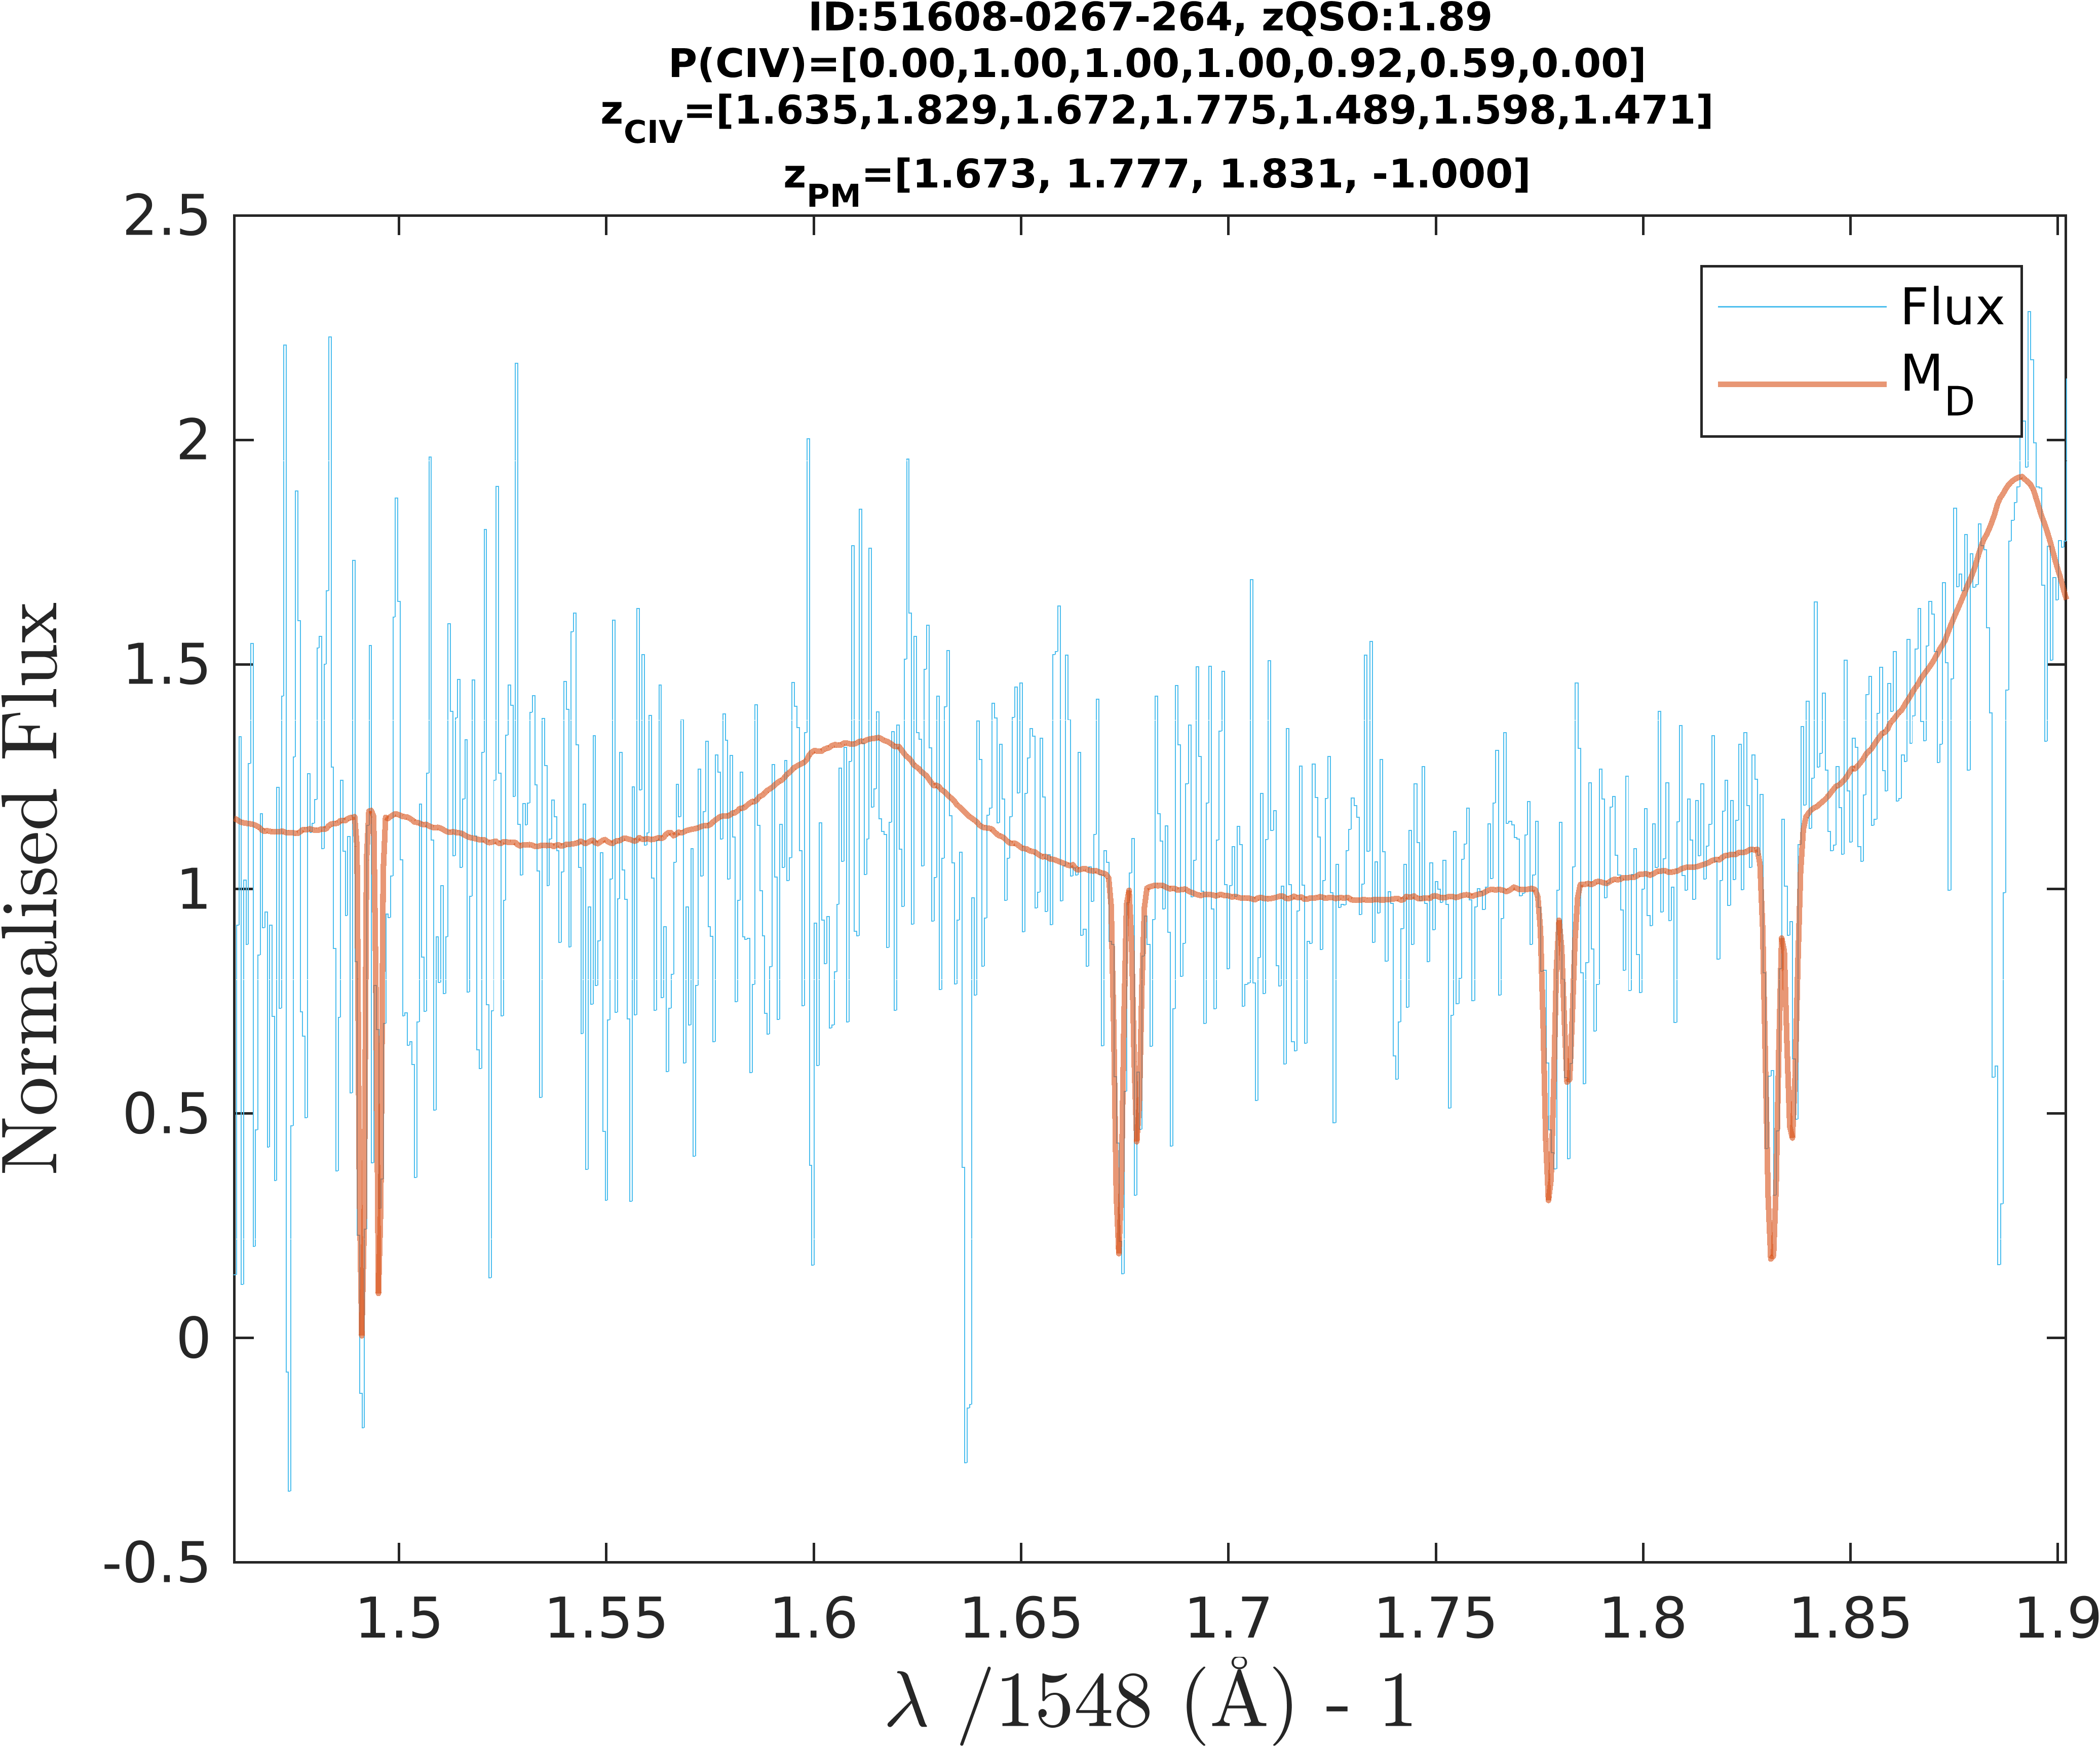 ID:51608-0267-264, zQSO:1.89
P(CIV)=[0.00,1.00,1.00,1.00,0.92,0.59,0.00]
zCIV=[1.635,1.829,1.672,1.775,1.489,1.598,1.471]
zPM=[1.673, 1.777, 1.831, -1.000]
2.5
2
1.5
1
0.5
0
-0.5
Normalised Flux
Flux
MD
1.5 1.55 1.6 1.65 1.7 1.75 1.8 1.85 1.9
λ /1548 (Å) - 1